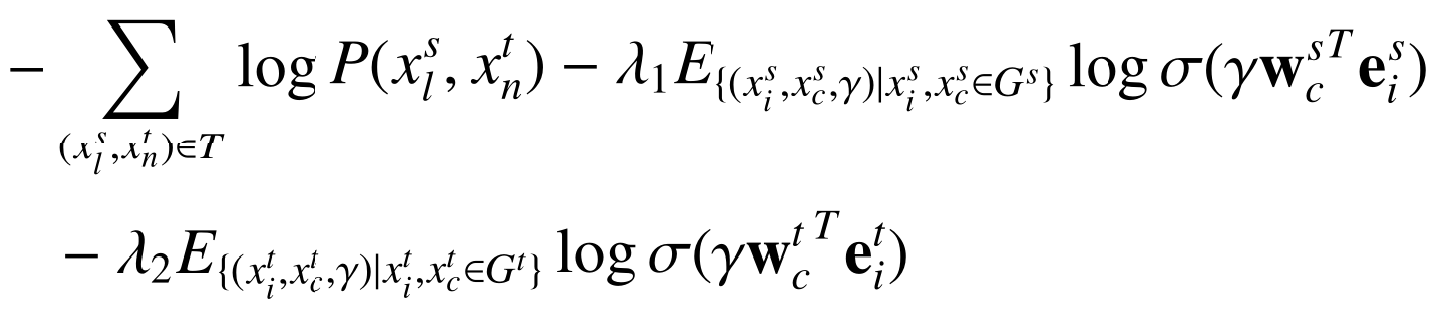 $- \sum_{(x_l^s, x_n^t) \in T} \log P(x_l^s, x_n^t) - \lambda_1 E_{\{(x_i^s, x_c^s, \gamma) | x_i^s, x_c^s \in G^s\}} \log \sigma(\gamma \mathbf{w}_c^{s\,T} \mathbf{e}_i^s)$
$- \lambda_2 E_{\{(x_i^t, x_c^t, \gamma) | x_i^t, x_c^t \in G^t\}} \log \sigma(\gamma \mathbf{w}_c^{t\,T} \mathbf{e}_i^t)$